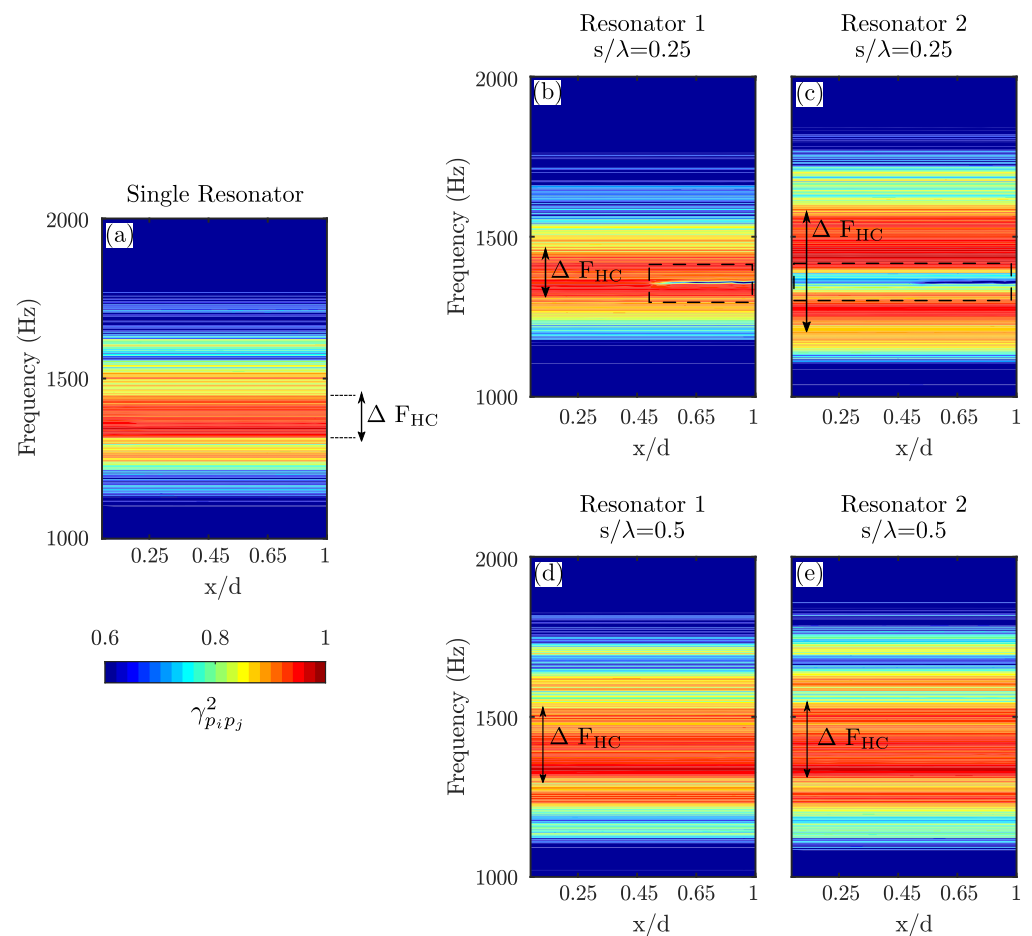 Single Resonator
(a)
Frequency (Hz)
2000
1500
1000
Δ F_HC
0.25 0.45 0.65 1
x/d
0.6 0.8 1
γ²_{p_i p_j}
Resonator 1
s/λ=0.25
(b)
Frequency (Hz)
2000
1500
1000
Δ F_HC
0.25 0.45 0.65 1
x/d
Resonator 2
s/λ=0.25
(c)
Δ F_HC
0.25 0.45 0.65 1
x/d
Resonator 1
s/λ=0.5
(d)
Frequency (Hz)
2000
1500
1000
Δ F_HC
0.25 0.45 0.65 1
x/d
Resonator 2
s/λ=0.5
(e)
Δ F_HC
0.25 0.45 0.65 1
x/d